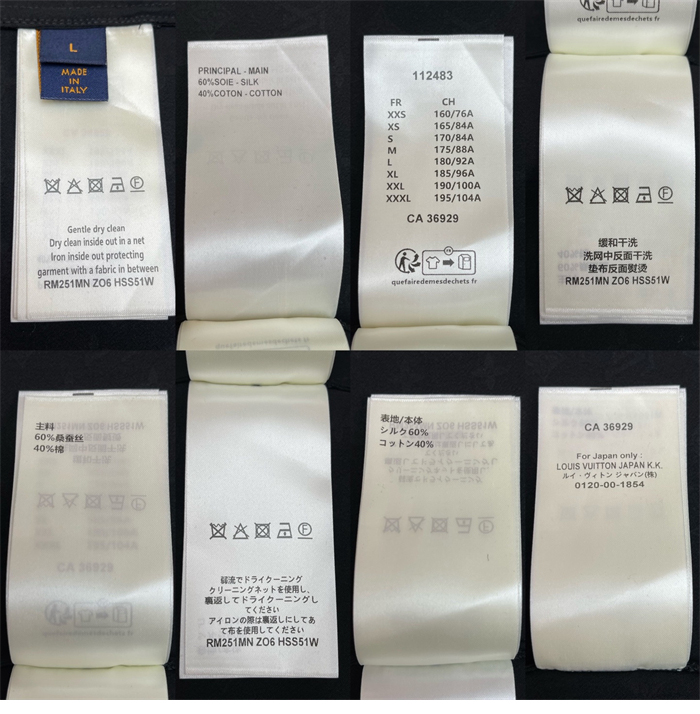 L
MADE
IN
ITALY
Gentle dry clean
Dry clean inside out in a net
Iron inside out protecting
garment with a fabric in between
RM251MN ZO6 HSS51W
PRINCIPAL - MAIN
60%SOIE - SILK
40%COTON - COTTON
112483
FR CH
XXS 160/76A
XS 165/84A
S 170/84A
M 175/88A
L 180/92A
XL 185/96A
XXL 190/100A
XXXL 195/104A
CA 36929
FR
quefairedemesdechets.fr
quefairedemesdechets.fr
缓和干洗
洗网中反面干洗
垫布反面熨烫
RM251MN ZO6 HSS51W
主料
60%桑蚕丝
40%棉
弱流でドライクーニング
クリーニングネットを使用し、
裏返してドライクーニングし
てください
アイロンの際は裏返しにしてあ
て布を使用してください
RM251MN ZO6 HSS51W
表地/本体
シルク60%
コットン40%
CA 36929
For Japan only :
LOUIS VUITTON JAPAN K.K.
ルイ・ヴィトン ジャパン(株)
0120-00-1854